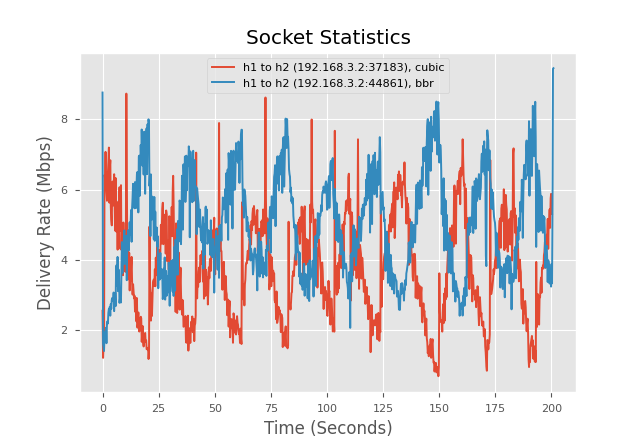 Socket Statistics
h1 to h2 (192.168.3.2:37183), cubic
h1 to h2 (192.168.3.2:44861), bbr
Delivery Rate (Mbps)
8
6
4
2
0
25
50
75
100
125
150
175
200
Time (Seconds)